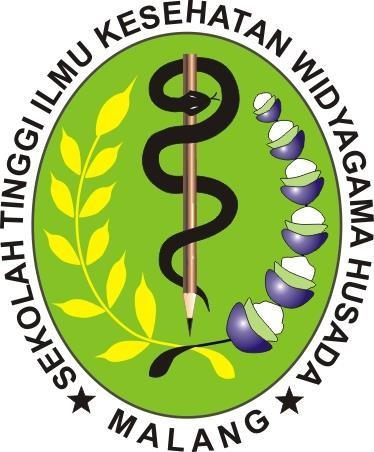 SEKOLAH TINGGI ILMU KESEHATAN WIDYAGAMA HUSADA
MALANG